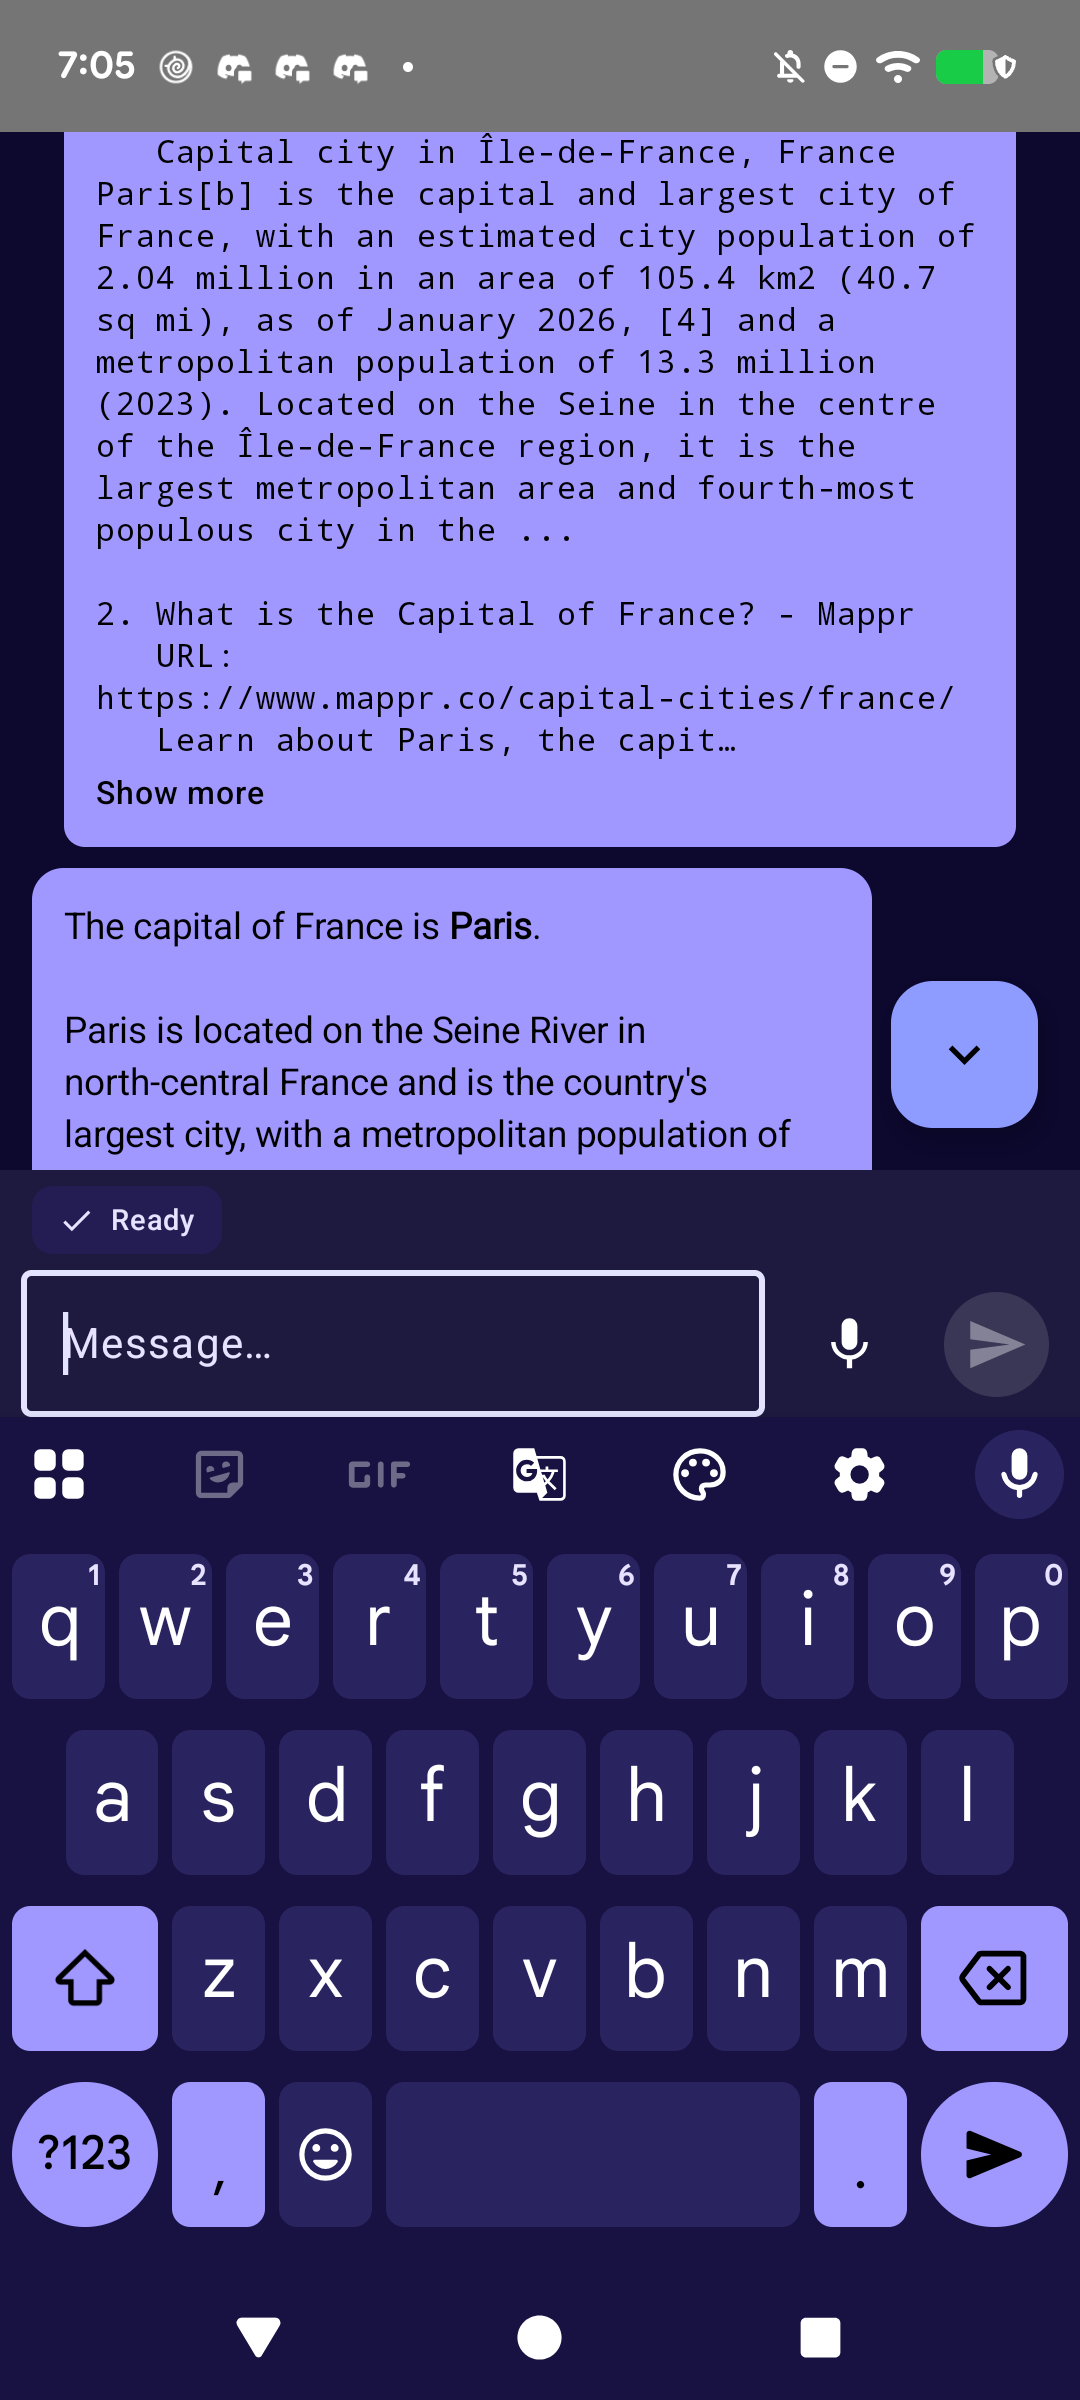 7:05
Capital city in Île-de-France, France
Paris[b] is the capital and largest city of
France, with an estimated city population of
2.04 million in an area of 105.4 km2 (40.7
sq mi), as of January 2026, [4] and a
metropolitan population of 13.3 million
(2023). Located on the Seine in the centre
of the Île-de-France region, it is the
largest metropolitan area and fourth-most
populous city in the ...
2. What is the Capital of France? - Mappr
URL:
https://www.mappr.co/capital-cities/france/
Learn about Paris, the capit…
Show more
The capital of France is Paris.
Paris is located on the Seine River in
north-central France and is the country's
largest city, with a metropolitan population of
Ready
Message…
GIF
1 2 3 4 5 6 7 8 9 0
q w e r t y u i o p
a s d f g h j k l
z x c v b n m
?123 , .